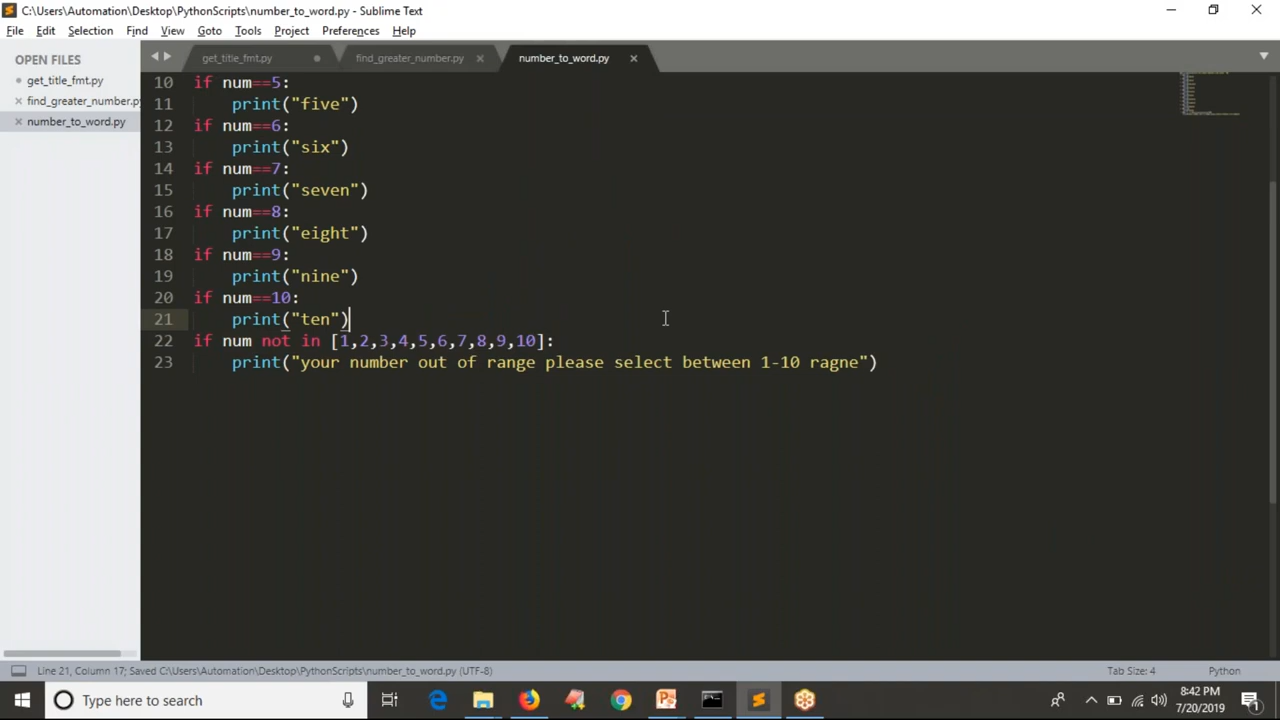 C:\Users\Automation\Desktop\PythonScripts\number_to_word.py - Sublime Text
File Edit Selection Find View Goto Tools Project Preferences Help
OPEN FILES
get_title_fmt.py
find_greater_number.py
number_to_word.py
get_title_fmt.py find_greater_number.py number_to_word.py
10 if num==5:
11 print("five")
12 if num==6:
13 print("six")
14 if num==7:
15 print("seven")
16 if num==8:
17 print("eight")
18 if num==9:
19 print("nine")
20 if num==10:
21 print("ten")
22 if num not in [1,2,3,4,5,6,7,8,9,10]:
23 print("your number out of range please select between 1-10 ragne")
Line 21, Column 17; Saved C:\Users\Automation\Desktop\PythonScripts\number_to_word.py (UTF-8) Tab Size: 4 Python
Type here to search
8:42 PM
7/20/2019
1